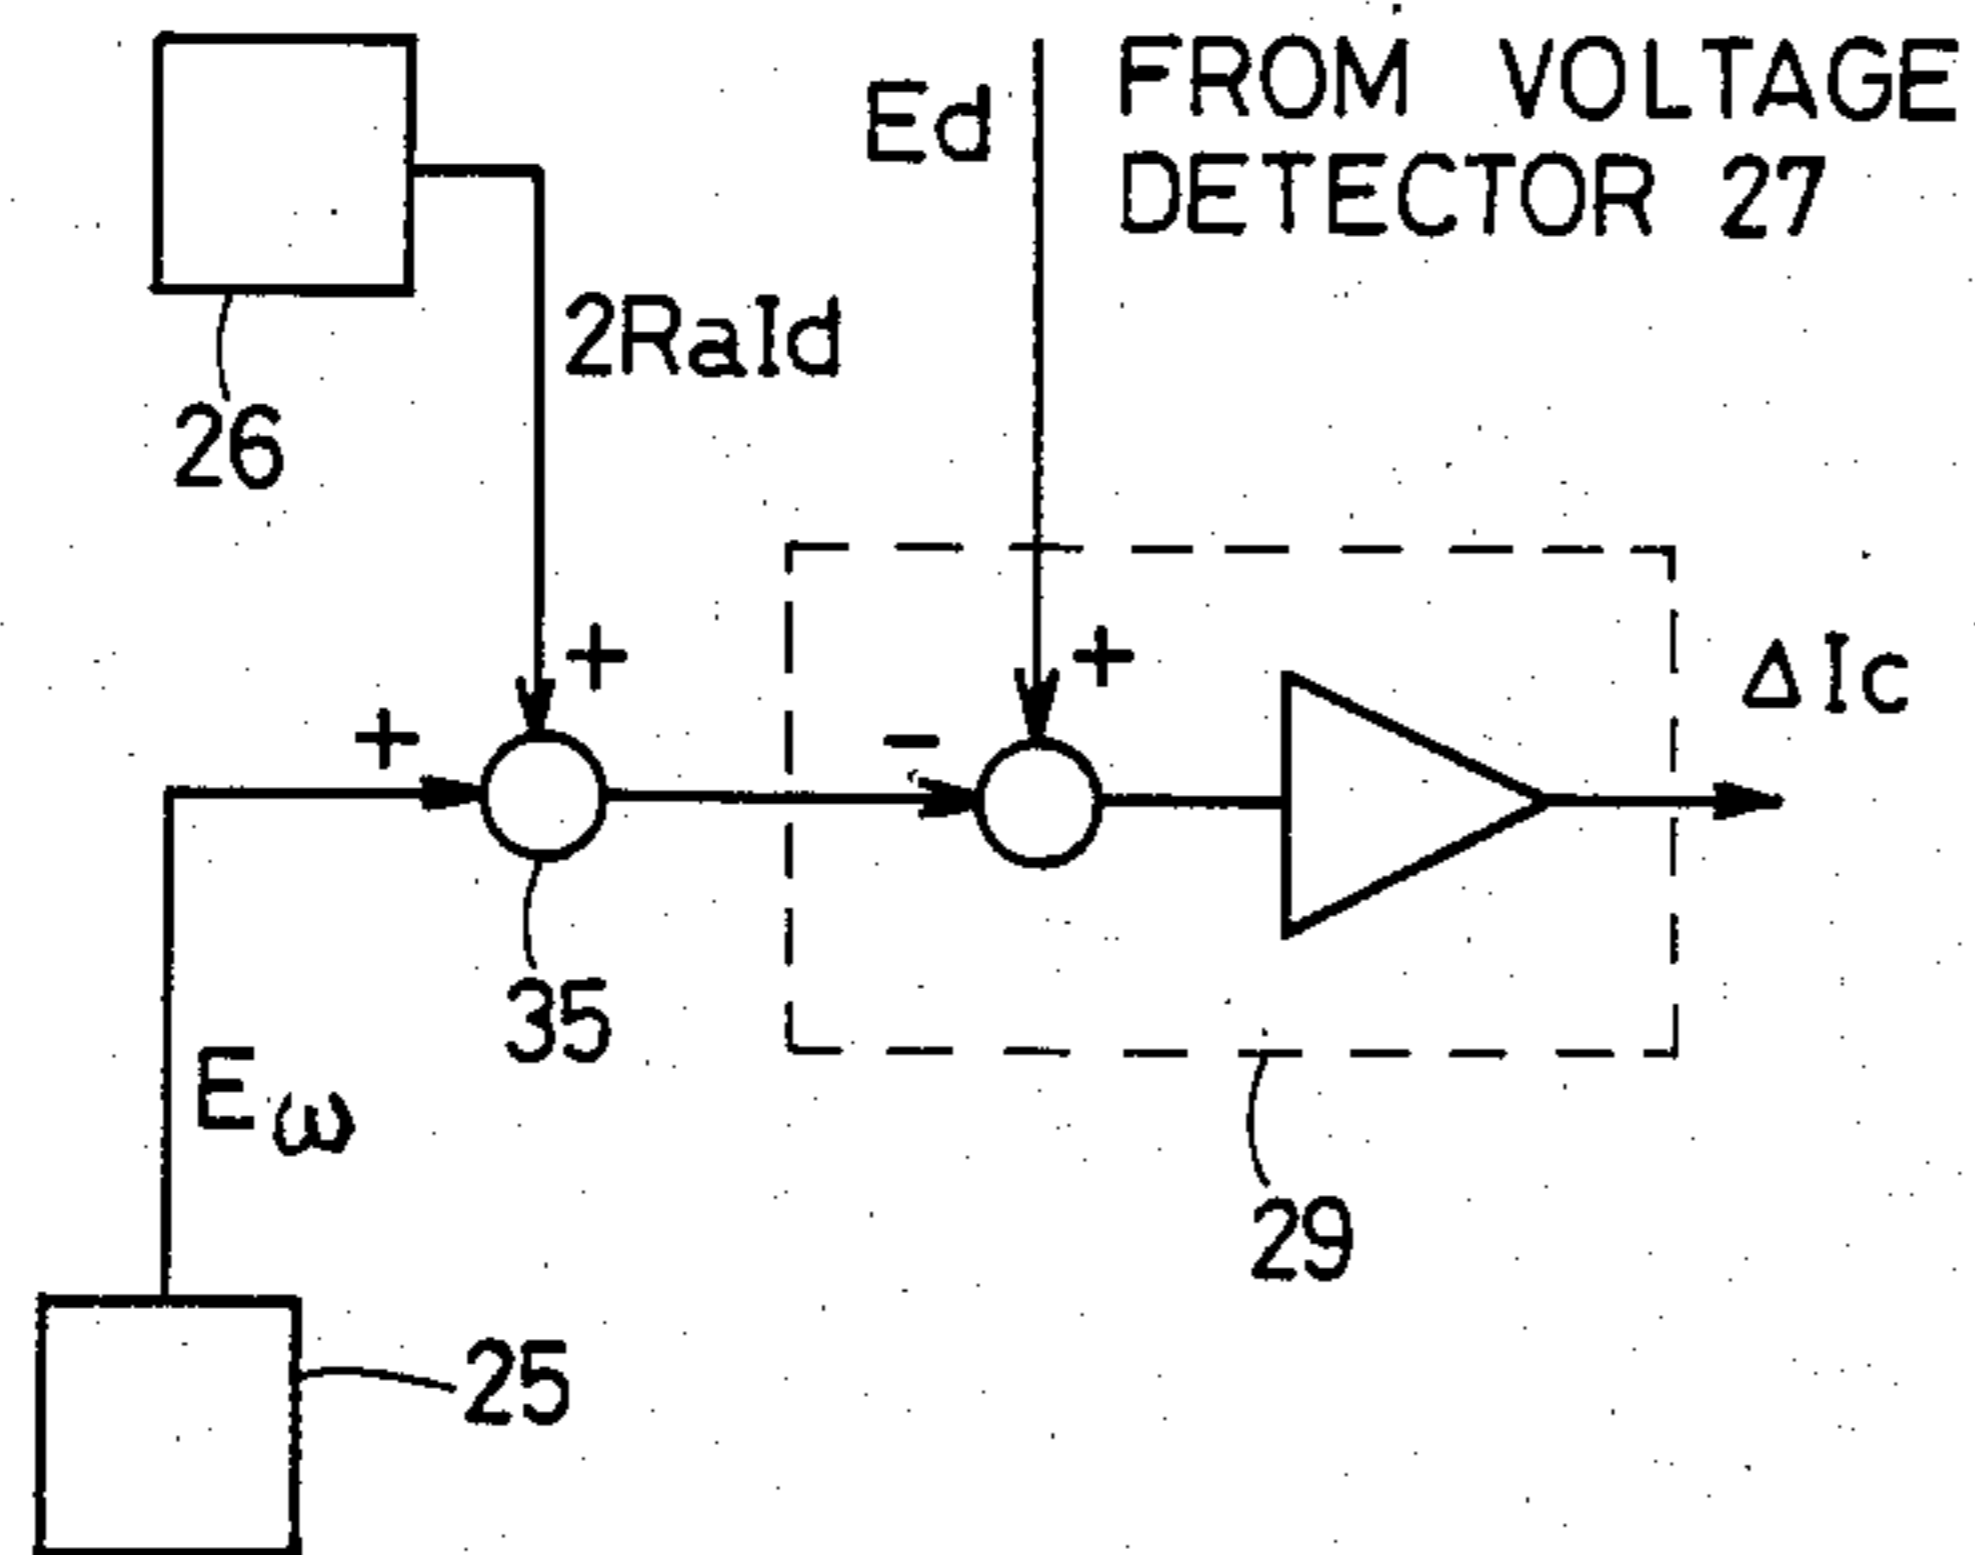 FROM VOLTAGE
DETECTOR 27
Ed
2RaId
26
+
+
+
-
ΔIc
35
Eω
29
25